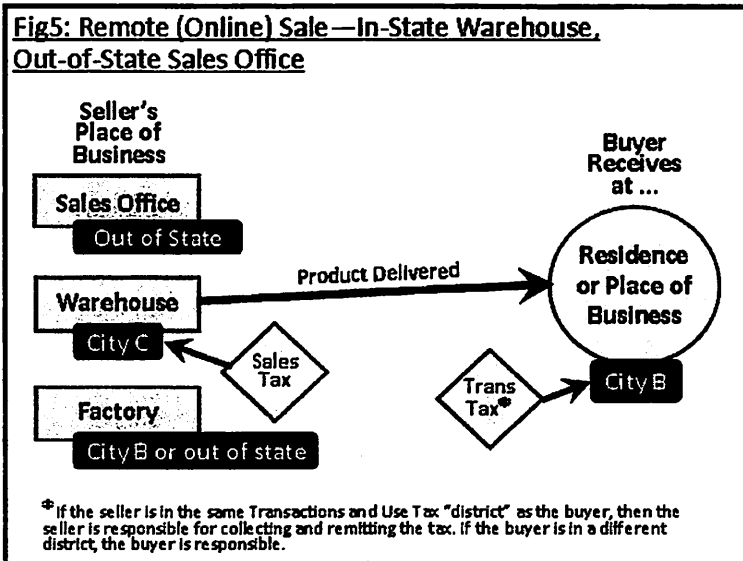 Fig5: Remote (Online) Sale—In-State Warehouse,
Out-of-State Sales Office
Seller's
Place of
Business
Sales Office
Out of State
Warehouse
City C
Factory
City B or out of state
Product Delivered
Sales
Tax
Trans
Tax*
Buyer
Receives
at ...
Residence
or Place of
Business
City B
*If the seller is in the same Transactions and Use Tax "district" as the buyer, then the
seller is responsible for collecting and remitting the tax. If the buyer is in a different
district, the buyer is responsible.